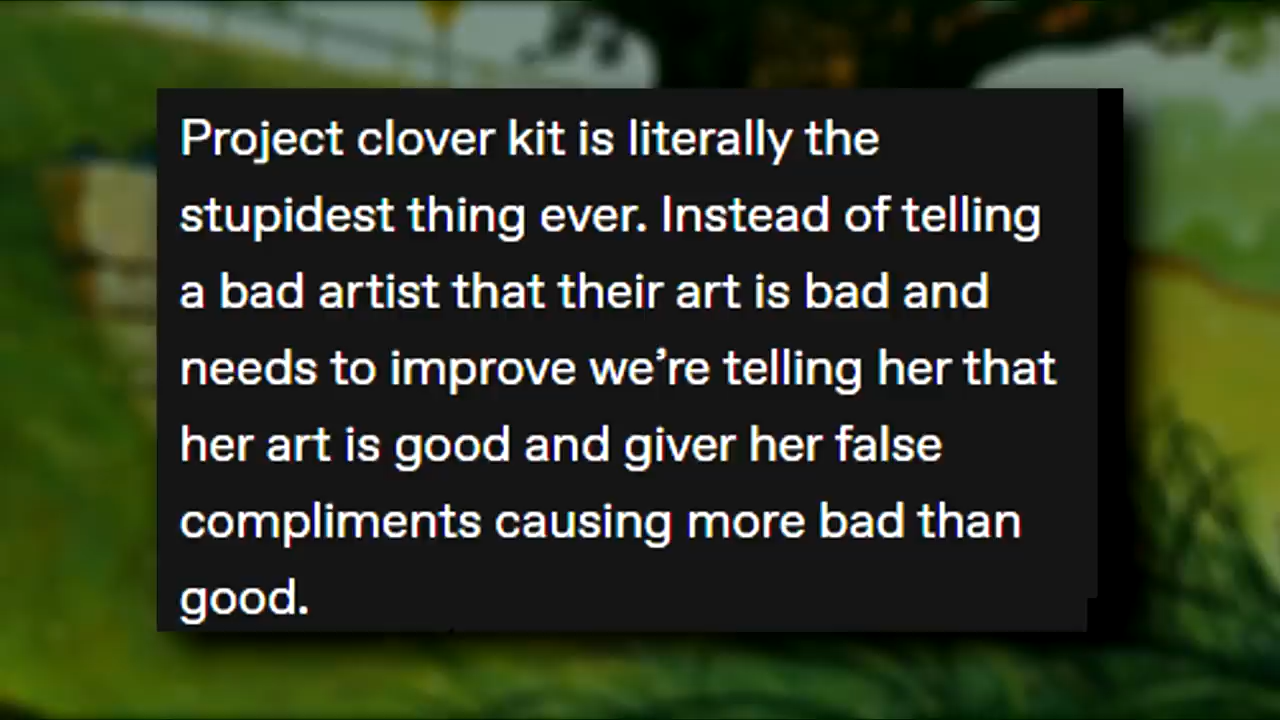 Project clover kit is literally the
stupidest thing ever. Instead of telling
a bad artist that their art is bad and
needs to improve we’re telling her that
her art is good and giver her false
compliments causing more bad than
good.